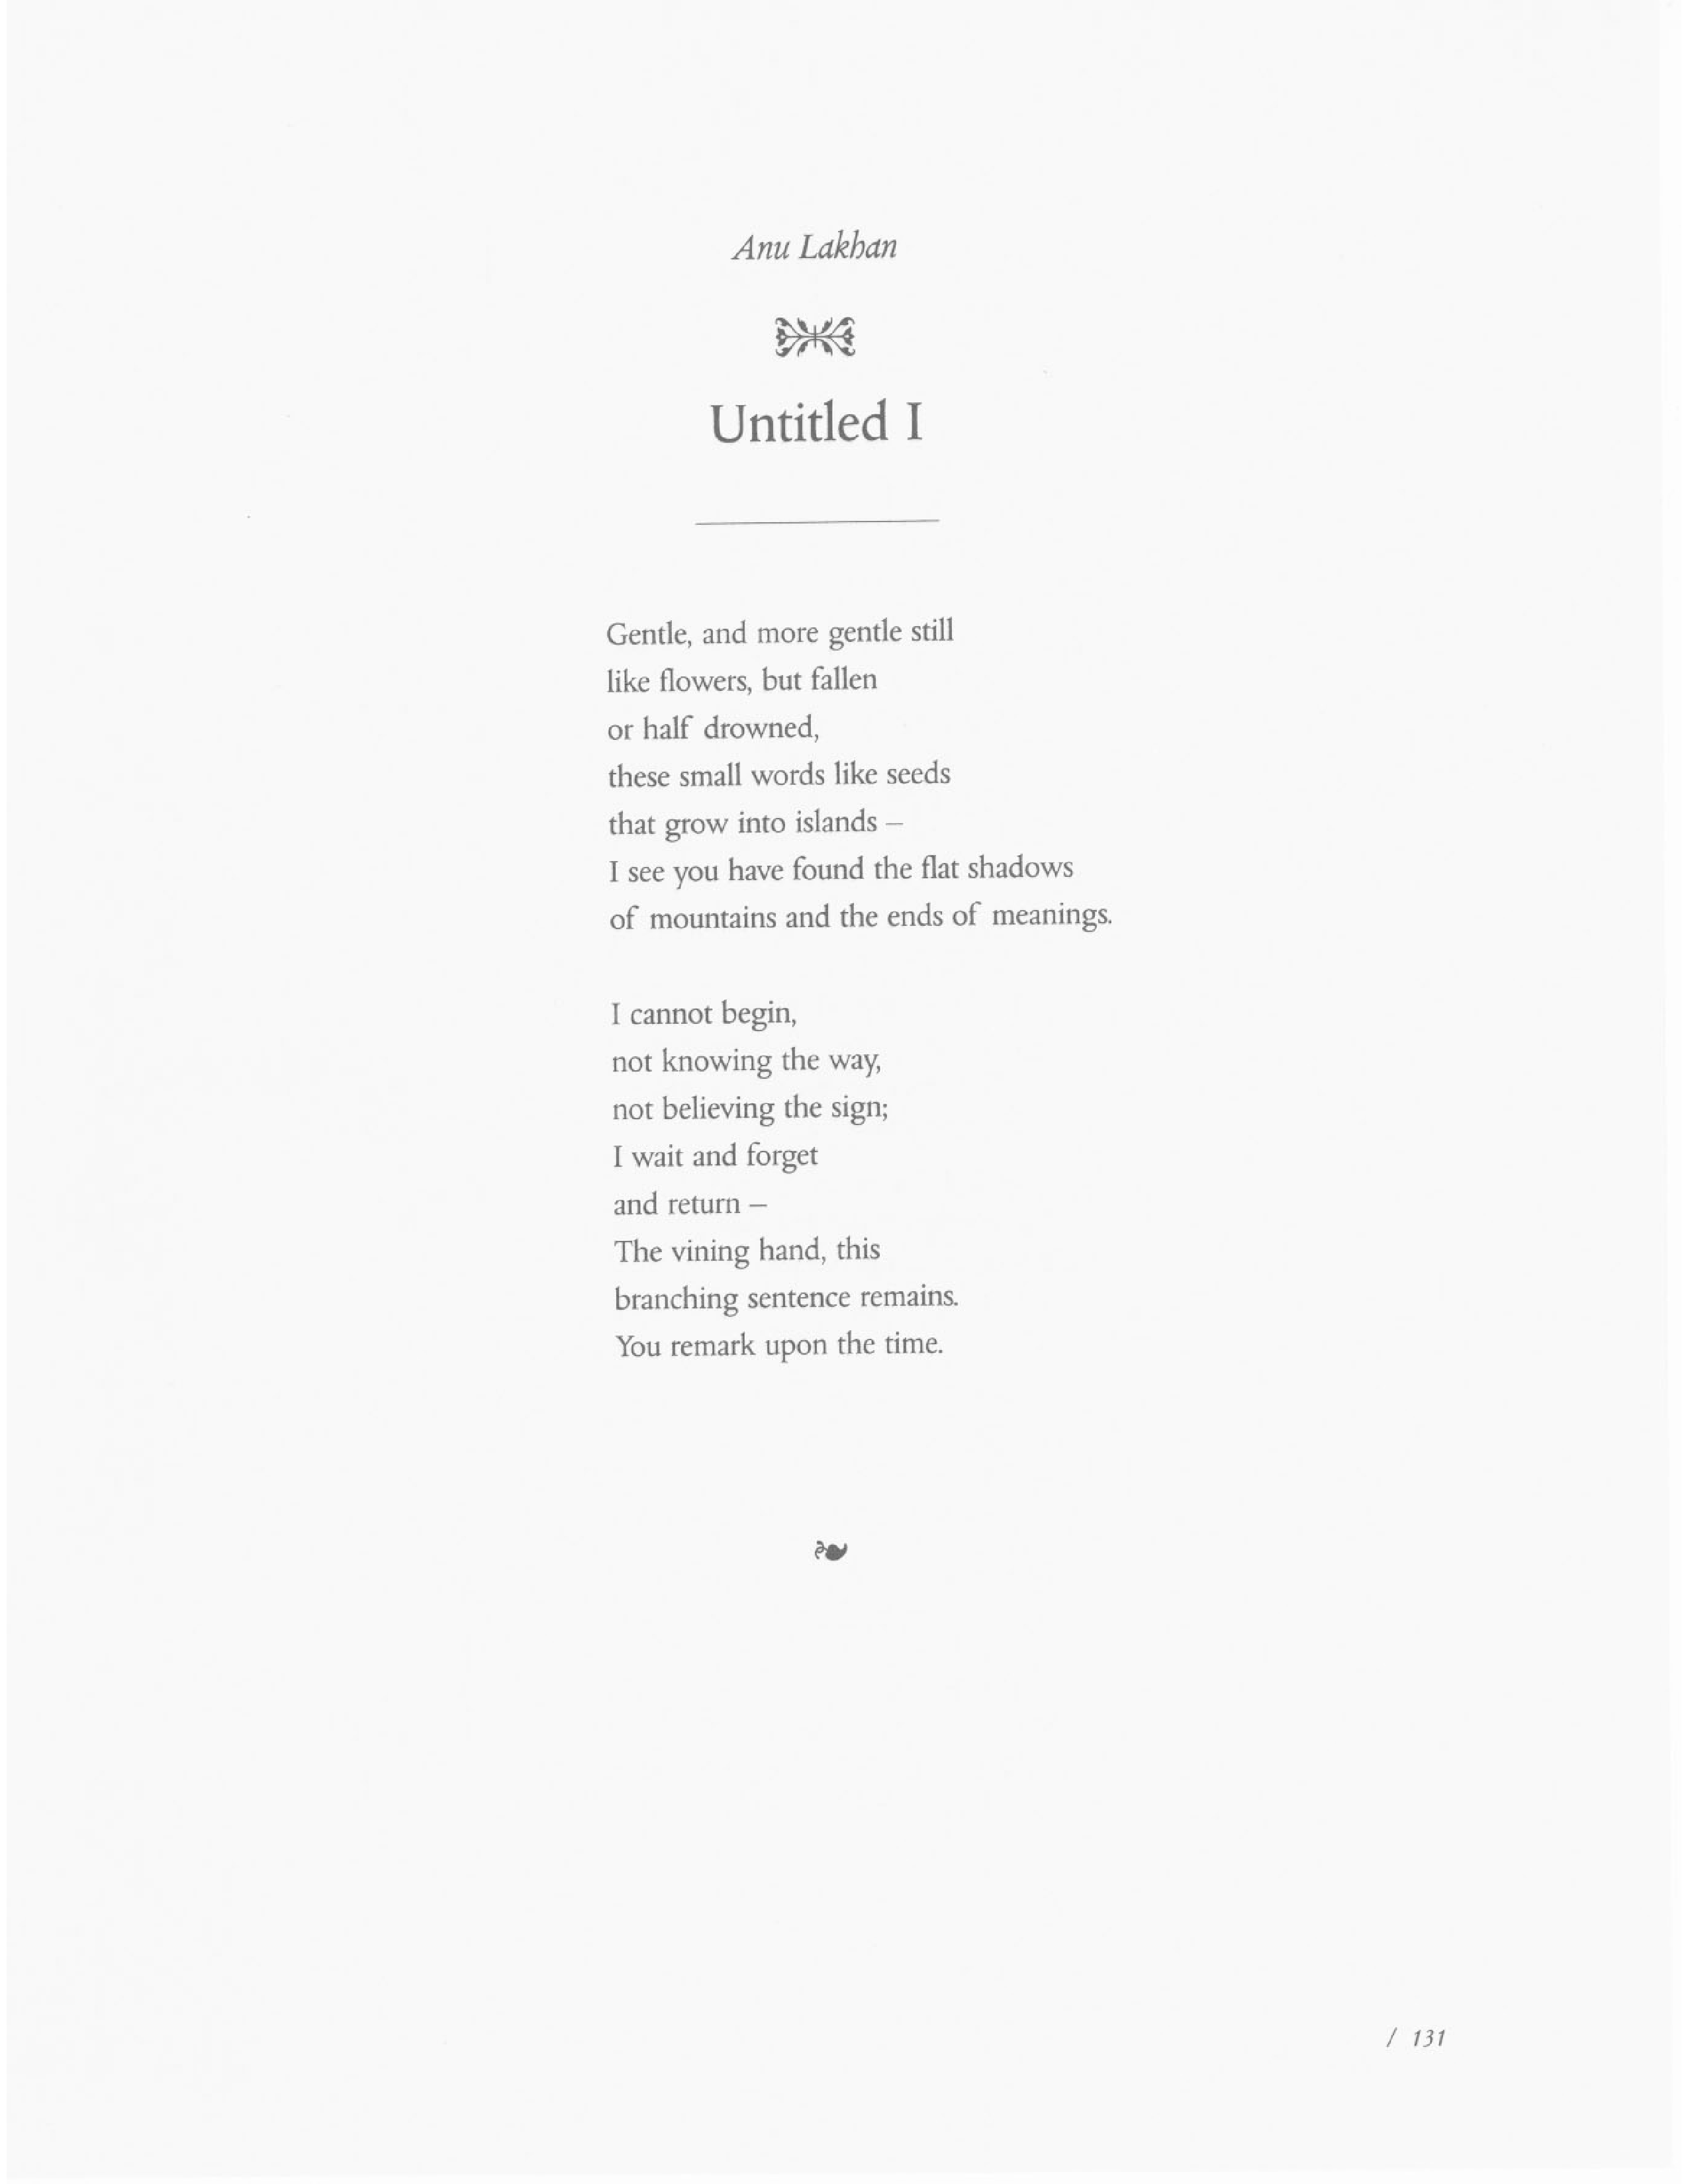 Anu Lakhan
Untitled I
Gentle, and more gentle still
like flowers, but fallen
or half drowned,
these small words like seeds
that grow into islands –
I see you have found the flat shadows
of mountains and the ends of meanings.
I cannot begin,
not knowing the way,
not believing the sign;
I wait and forget
and return –
The vining hand, this
branching sentence remains.
You remark upon the time.
/ 131